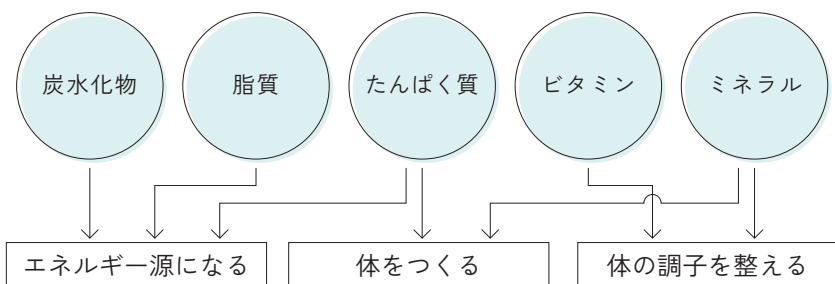 炭水化物
脂質
たんぱく質
ビタミン
ミネラル
エネルギー源になる
体をつくる
体の調子を整える